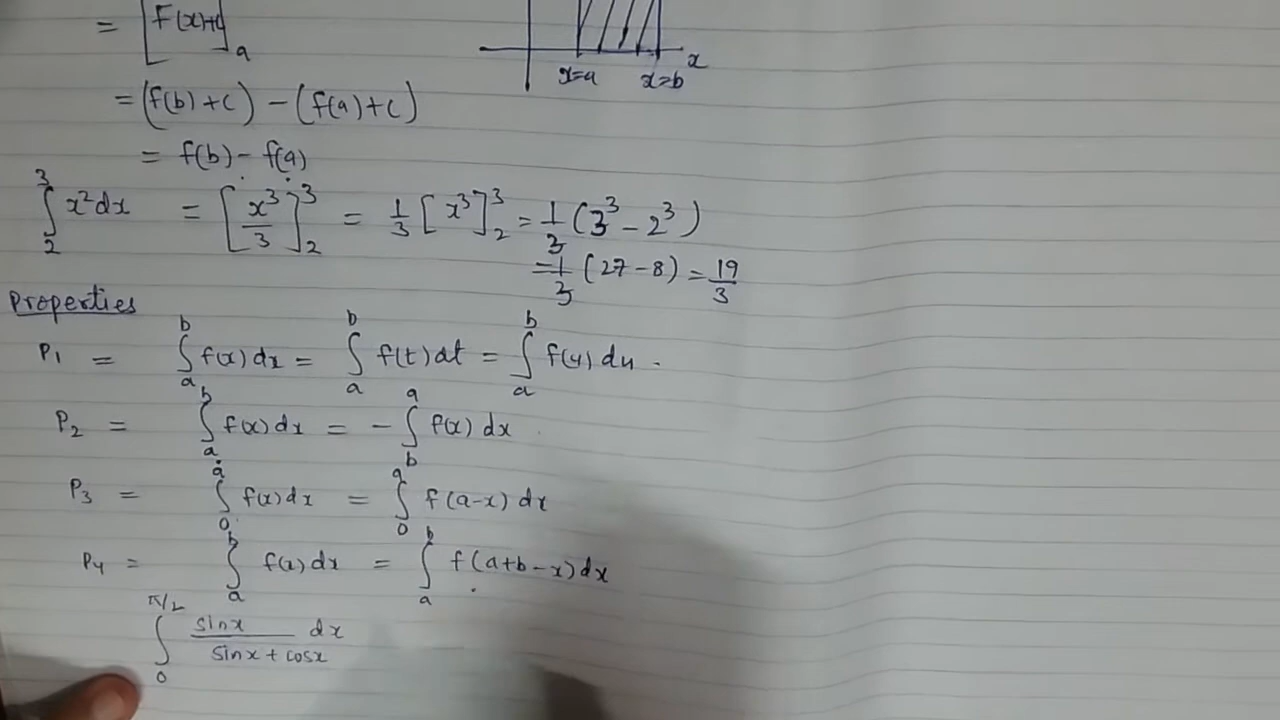 = [F(x)+c]a
x
x=a x=b
= (f(b)+c) - (f(a)+c)
= f(b) - f(a)
∫₂³ x²dx = [x³/3]₂³ = 1/3 [x³]₂³ = 1/3 (3³ - 2³)
= 1/3 (27-8) = 19/3
Properties
P₁ = ∫ₐᵇ f(x) dx = ∫ₐᵇ f(t) dt = ∫ₐᵇ f(u) du .
P₂ = ∫ₐᵇ f(x) dx = - ∫_b^a f(x) dx
P₃ = ∫₀ᵃ f(x) dx = ∫₀ᵃ f(a-x) dx
P₄ = ∫ₐᵇ f(x) dx = ∫ₐᵇ f(a+b-x) dx
∫₀^π/2 sinx/(sinx + cosx) dx